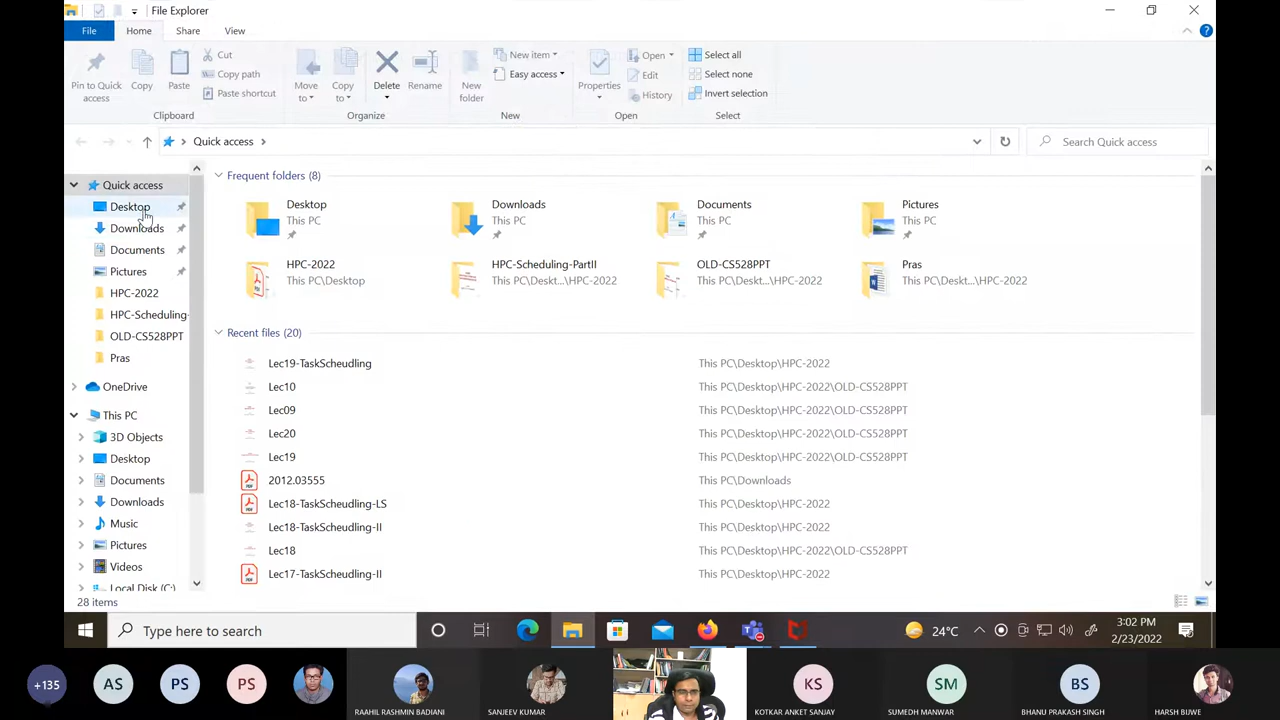 File Explorer
File Home Share View
Pin to Quick access
Copy
Paste
Cut
Copy path
Paste shortcut
Clipboard
Move to
Copy to
Delete
Rename
Organize
New folder
New item
Easy access
New
Properties
Open
Edit
History
Open
Select all
Select none
Invert selection
Select
Quick access
Search Quick access
Quick access
Desktop
Downloads
Documents
Pictures
HPC-2022
HPC-Scheduling-
OLD-CS528PPT
Pras
OneDrive
This PC
3D Objects
Desktop
Documents
Downloads
Music
Pictures
Videos
Local Disk (C:)
Frequent folders (8)
Desktop
This PC
Downloads
This PC
Documents
This PC
Pictures
This PC
HPC-2022
This PC\Desktop
HPC-Scheduling-PartII
This PC\Deskt...\HPC-2022
OLD-CS528PPT
This PC\Deskt...\HPC-2022
Pras
This PC\Deskt...\HPC-2022
Recent files (20)
Lec19-TaskScheudling This PC\Desktop\HPC-2022
Lec10 This PC\Desktop\HPC-2022\OLD-CS528PPT
Lec09 This PC\Desktop\HPC-2022\OLD-CS528PPT
Lec20 This PC\Desktop\HPC-2022\OLD-CS528PPT
Lec19 This PC\Desktop\HPC-2022\OLD-CS528PPT
2012.03555 This PC\Downloads
Lec18-TaskScheudling-LS This PC\Desktop\HPC-2022
Lec18-TaskScheudling-II This PC\Desktop\HPC-2022
Lec18 This PC\Desktop\HPC-2022\OLD-CS528PPT
Lec17-TaskScheudling-II This PC\Desktop\HPC-2022
28 items
Type here to search
24°C
3:02 PM
2/23/2022
+135
AS
PS
PS
RAAHIL RASHMIN BADIANI
SANJEEV KUMAR
KS
KOTKAR ANKET SANJAY
SM
SUMEDH MANWAR
BS
BHANU PRAKASH SINGH
HARSH BUWE